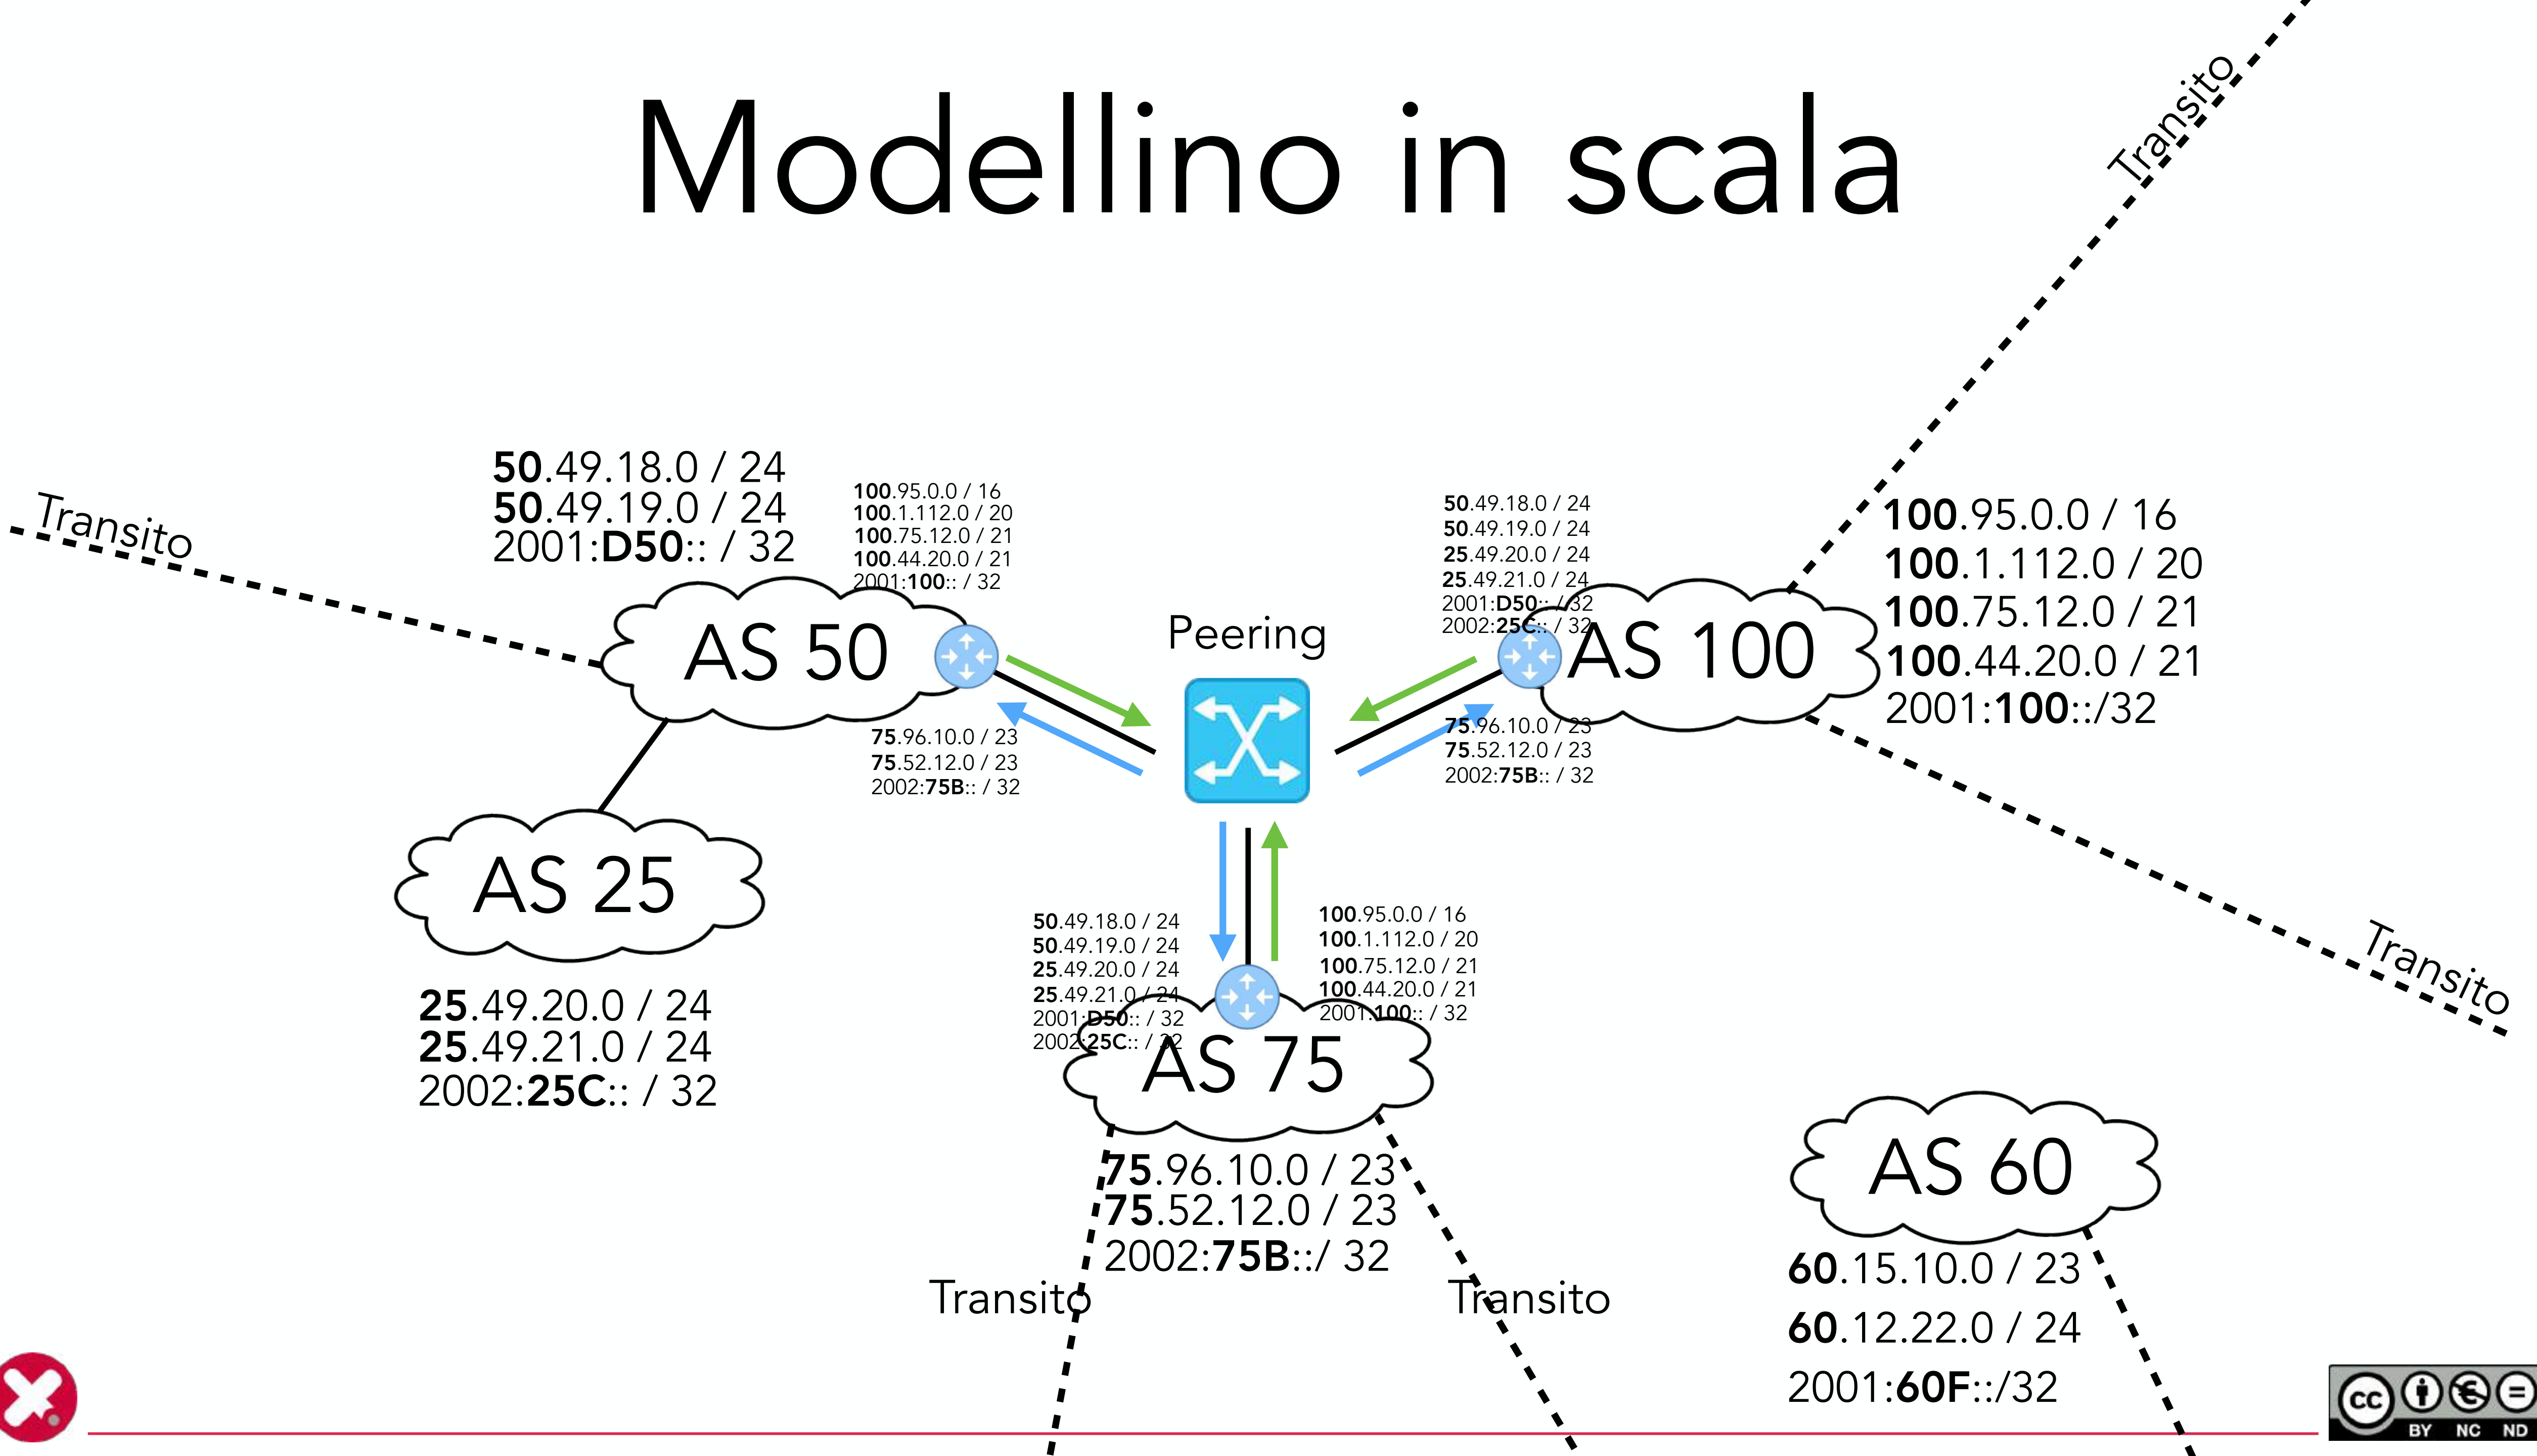 Modellino in scala
Transito
Transito
50.49.18.0 / 24
50.49.19.0 / 24
2001:D50:: / 32
100.95.0.0 / 16
100.1.112.0 / 20
100.75.12.0 / 21
100.44.20.0 / 21
2001:100:: / 32
50.49.18.0 / 24
50.49.19.0 / 24
25.49.20.0 / 24
25.49.21.0 / 24
2001:D50:: / 32
2002:25C:: / 32
100.95.0.0 / 16
100.1.112.0 / 20
100.75.12.0 / 21
100.44.20.0 / 21
2001:100::/32
AS 50
Peering
AS 100
75.96.10.0 / 23
75.52.12.0 / 23
2002:75B:: / 32
75.96.10.0 / 23
75.52.12.0 / 23
2002:75B:: / 32
AS 25
25.49.20.0 / 24
25.49.21.0 / 24
2002:25C:: / 32
50.49.18.0 / 24
50.49.19.0 / 24
25.49.20.0 / 24
25.49.21.0 / 24
2001:D50:: / 32
2002:25C:: / 32
100.95.0.0 / 16
100.1.112.0 / 20
100.75.12.0 / 21
100.44.20.0 / 21
2001:100:: / 32
Transito
AS 75
75.96.10.0 / 23
75.52.12.0 / 23
2002:75B::/ 32
Transito
Transito
AS 60
60.15.10.0 / 23
60.12.22.0 / 24
2001:60F::/32
cc
BY NC ND